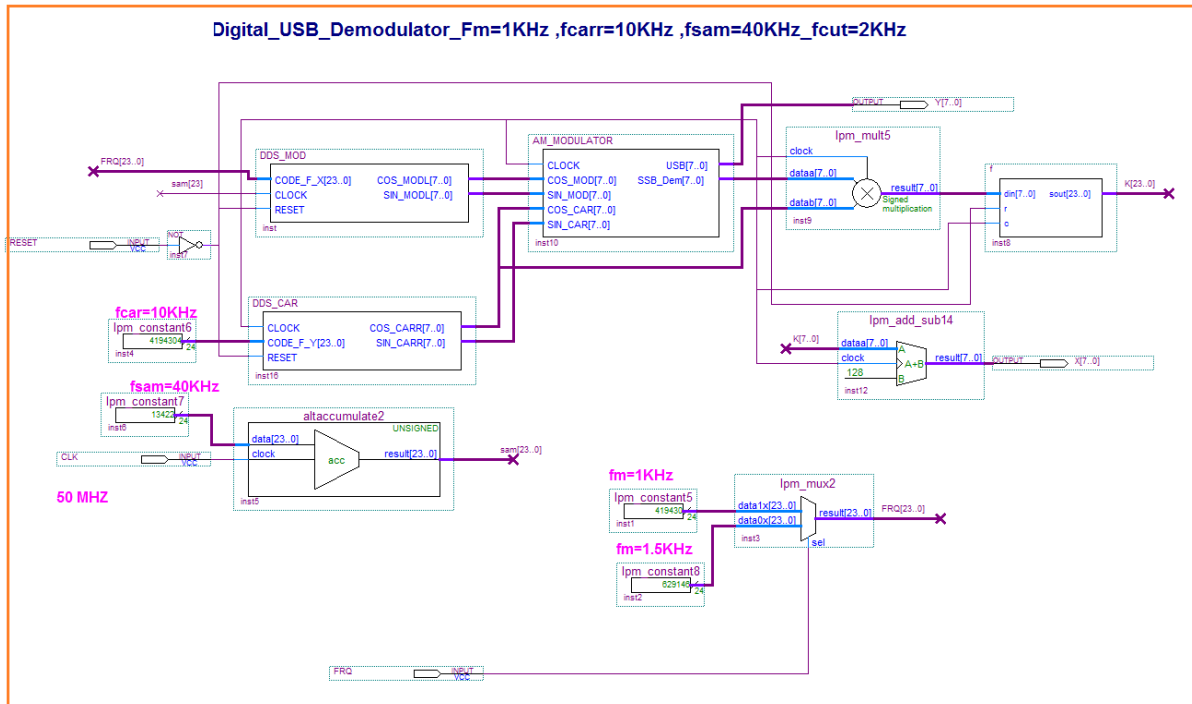 Digital_USB_Demodulator_Fm=1KHz ,fcarr=10KHz ,fsam=40KHz_fcut=2KHz
OUTPUT Y[7..0]
lpm_mult5
clock
dataa[7..0]
datab[7..0]
result[7..0]
Signed
multiplication
inst9
AM_MODULATOR
CLOCK
COS_MOD[7..0]
SIN_MOD[7..0]
COS_CAR[7..0]
SIN_CAR[7..0]
USB[7..0]
SSB_Dem[7..0]
inst10
FRQ[23..0]
sam[23]
DDS_MOD
CODE_F_X[23..0]
CLOCK
RESET
COS_MODL[7..0]
SIN_MODL[7..0]
inst
f
din[7..0]
r
c
sout[23..0]
inst8
K[23..0]
RESET
INPUT
VCC
NOT
inst7
fcar=10KHz
lpm_constant6
4194304
24
inst4
DDS_CAR
CLOCK
CODE_F_Y[23..0]
RESET
COS_CARR[7..0]
SIN_CARR[7..0]
inst16
lpm_add_sub14
K[7..0]
dataa[7..0]
clock
128
A
A+B
B
result[7..0]
inst12
OUTPUT X[7..0]
fsam=40KHz
lpm_constant7
13422
24
inst6
CLK
INPUT
VCC
50 MHZ
altaccumulate2
UNSIGNED
data[23..0]
clock
acc
result[23..0]
inst5
sam[23..0]
fm=1KHz
lpm_constant5
419430
24
inst1
fm=1.5KHz
lpm_constant8
629146
24
inst2
lpm_mux2
data1x[23..0]
data0x[23..0]
result[23..0]
inst3
sel
FRQ[23..0]
FRQ
INPUT
VCC